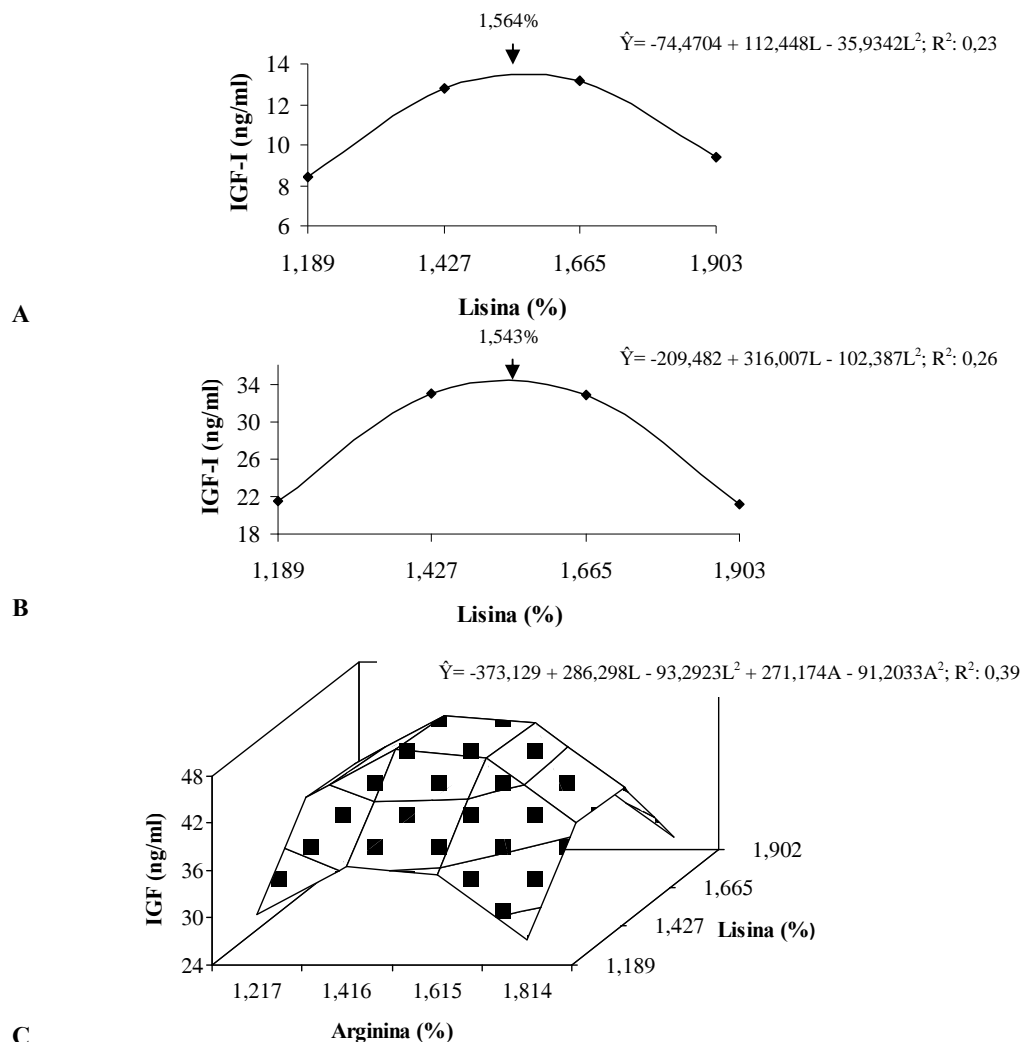 1,564%
Ŷ= -74,4704 + 112,448L - 35,9342L²; R²: 0,23
14
12
10
8
6
IGF-I (ng/ml)
1,189 1,427 1,665 1,903
Lisina (%)
A
1,543%
Ŷ= -209,482 + 316,007L - 102,387L²; R²: 0,26
34
30
26
22
18
IGF-I (ng/ml)
1,189 1,427 1,665 1,903
Lisina (%)
B
Ŷ= -373,129 + 286,298L - 93,2923L² + 271,174A - 91,2033A²; R²: 0,39
48
42
36
30
24
IGF (ng/ml)
1,902
1,665
1,427
1,189
Lisina (%)
1,217 1,416 1,615 1,814
Arginina (%)
C